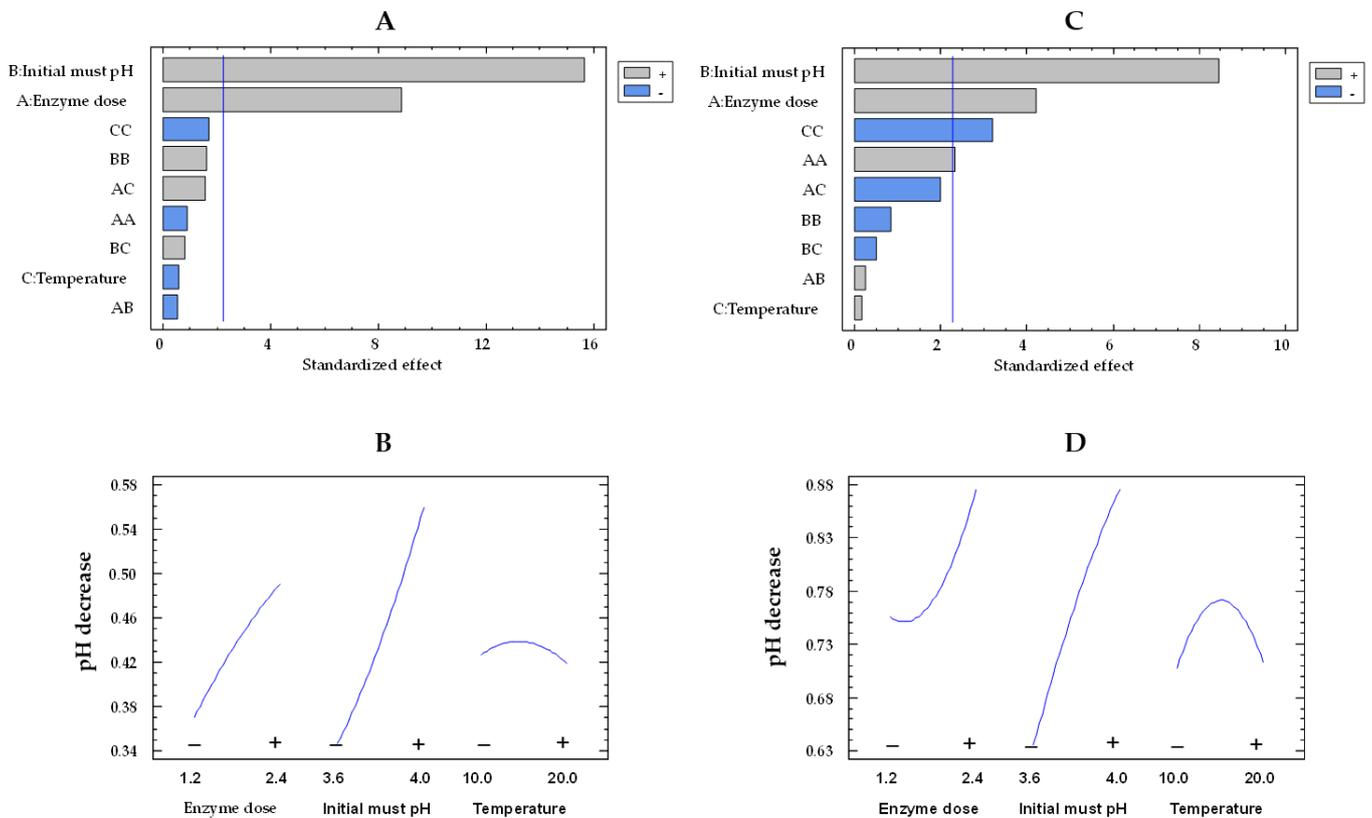 A
B:Initial must pH
A:Enzyme dose
CC
BB
AC
AA
BC
C:Temperature
AB
0 4 8 12 16
Standardized effect
+
-
C
B:Initial must pH
A:Enzyme dose
CC
AA
AC
BB
BC
AB
C:Temperature
0 2 4 6 8 10
Standardized effect
+
-
B
pH decrease
0.58
0.54
0.50
0.46
0.42
0.38
0.34
− + − + − +
1.2 2.4 3.6 4.0 10.0 20.0
Enzyme dose Initial must pH Temperature
D
pH decrease
0.88
0.83
0.78
0.73
0.68
0.63
− + − + − +
1.2 2.4 3.6 4.0 10.0 20.0
Enzyme dose Initial must pH Temperature